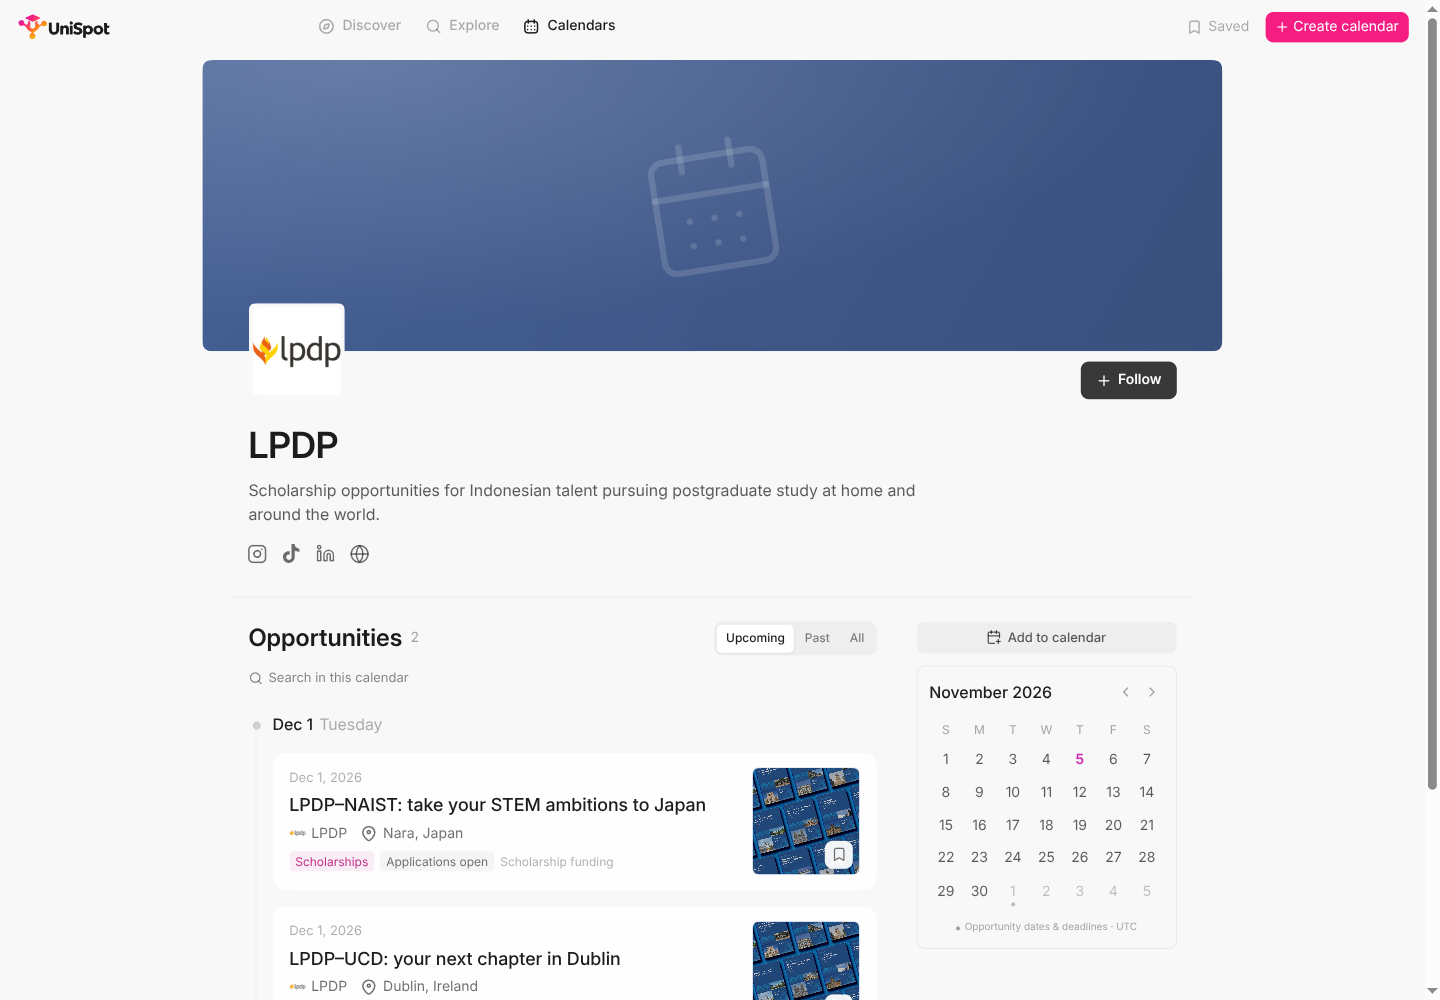 UniSpot
Discover
Explore
Calendars
Saved
Create calendar
lpdp
Follow
LPDP
Scholarship opportunities for Indonesian talent pursuing postgraduate study at home and
around the world.
Opportunities 2
Upcoming Past All
Search in this calendar
Dec 1 Tuesday
Dec 1, 2026
LPDP–NAIST: take your STEM ambitions to Japan
LPDP Nara, Japan
Scholarships Applications open Scholarship funding
Dec 1, 2026
LPDP–UCD: your next chapter in Dublin
LPDP Dublin, Ireland
Add to calendar
November 2026
S M T W T F S
1 2 3 4 5 6 7
8 9 10 11 12 13 14
15 16 17 18 19 20 21
22 23 24 25 26 27 28
29 30 1 2 3 4 5
Opportunity dates & deadlines · UTC